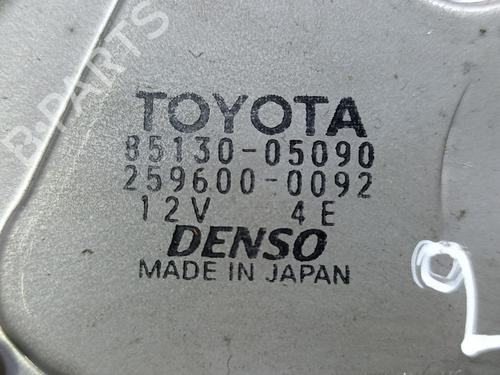 B-PARTS
TOYOTA
85130-05090
259600-0092
12V 4E
DENSO
MADE IN JAPAN